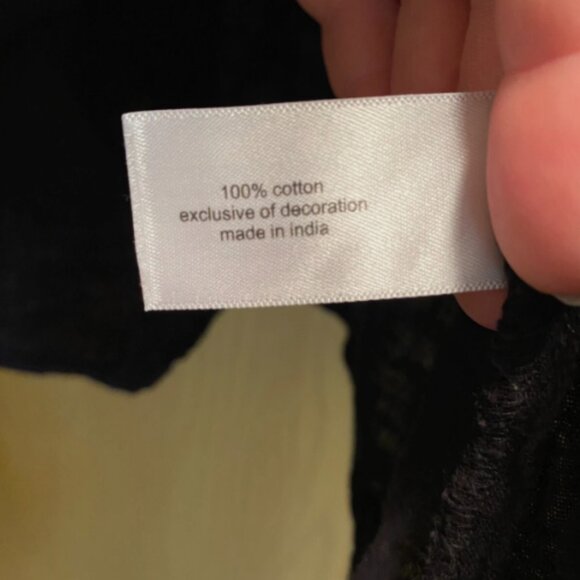 100% cotton
exclusive of decoration
made in india